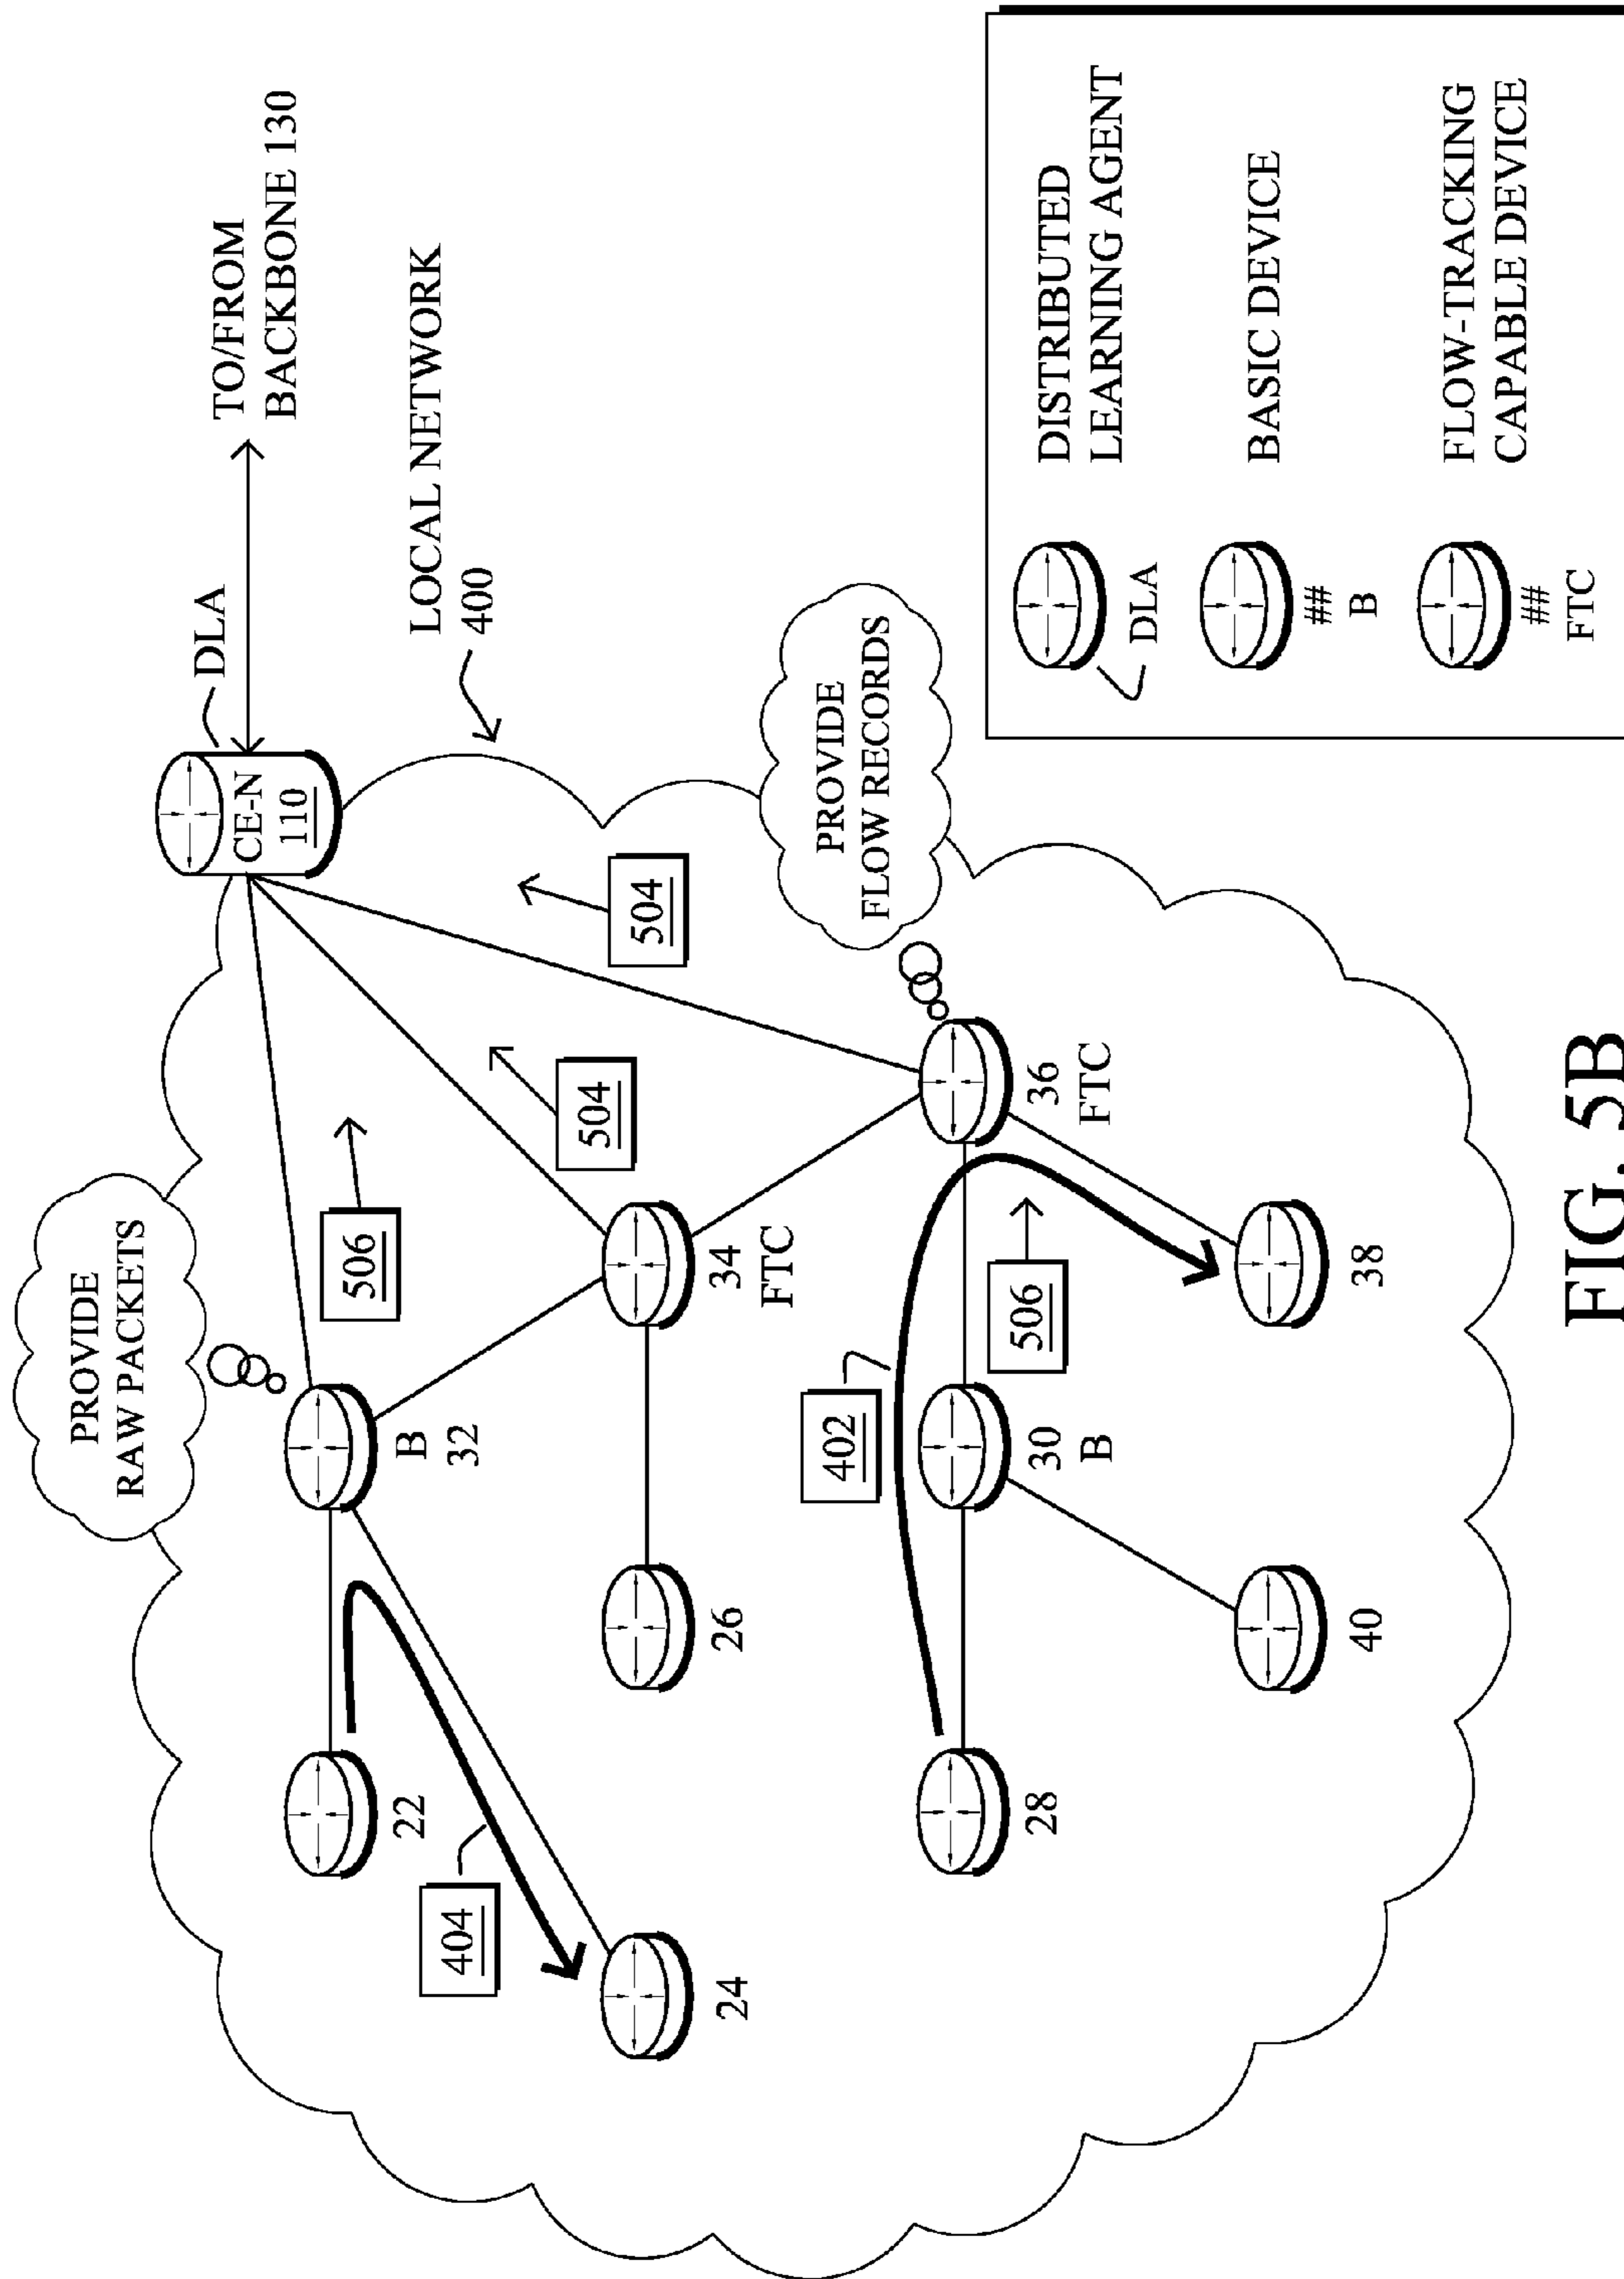 TO/FROM
BACKBONE 130
DLA
CE-N
110
LOCAL NETWORK
400
PROVIDE
RAW PACKETS
506
504
504
PROVIDE
FLOW RECORDS
B
32
34
FTC
36
FTC
22
404
24
26
402
506
30
B
28
38
40
DLA
DISTRIBUTED
LEARNING AGENT
##
B
BASIC DEVICE
##
FTC
FLOW-TRACKING
CAPABLE DEVICE
FIG. 5B